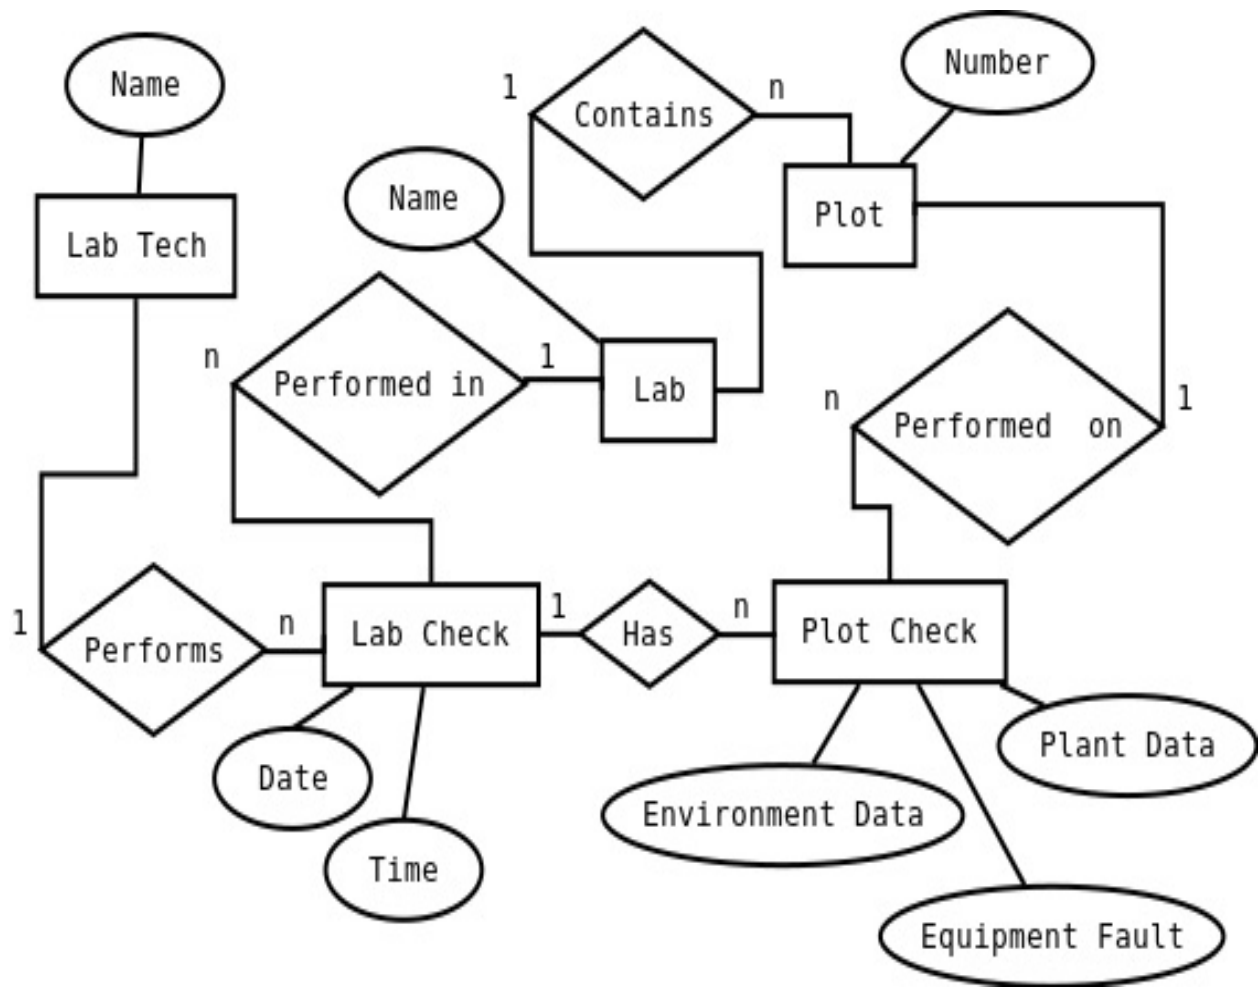 Name
Number
1
Contains
n
Name
Plot
Lab Tech
n
Performed in
1
Lab
n
Performed on
1
1
Performs
n
Lab Check
1
Has
n
Plot Check
Date
Time
Environment Data
Plant Data
Equipment Fault